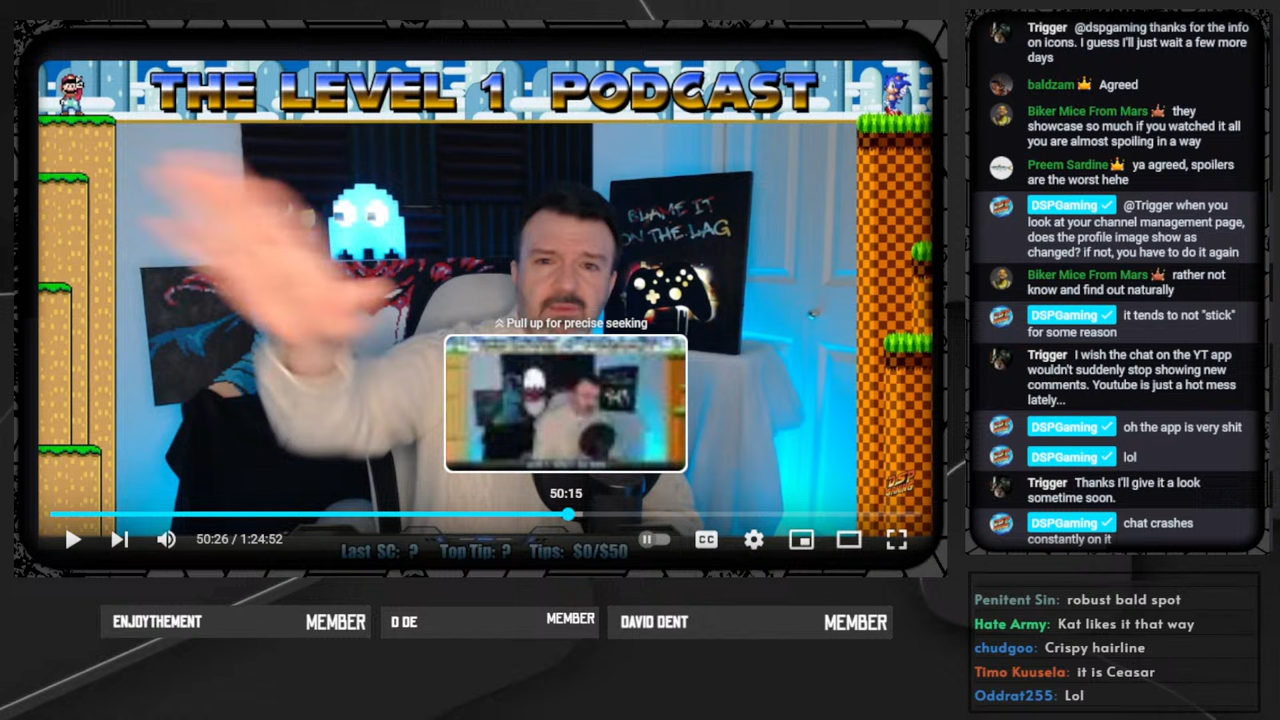 THE LEVEL 1 PODCAST
BLAME IT
ON THE LAG
Pull up for precise seeking
50:15
50:26 / 1:24:52
CC
Last SC: ? Top Tip: ? Tips: $0/$50
DSP
GAMING
ENJOYTHEMENT MEMBER
D DE MEMBER
DAVID DENT MEMBER
Trigger @dspgaming thanks for the info
on icons. I guess I'll just wait a few more
days
baldzam Agreed
Biker Mice From Mars they
showcase so much if you watched it all
you are almost spoiling in a way
Preem Sardine ya agreed, spoilers
are the worst hehe
DSPGaming @Trigger when you
look at your channel management page,
does the profile image show as
changed? if not, you have to do it again
Biker Mice From Mars rather not
know and find out naturally
DSPGaming it tends to not "stick"
for some reason
Trigger I wish the chat on the YT app
wouldn't suddenly stop showing new
comments. Youtube is just a hot mess
lately...
DSPGaming oh the app is very shit
DSPGaming lol
Trigger Thanks I'll give it a look
sometime soon.
DSPGaming chat crashes
constantly on it
Penitent Sin: robust bald spot
Hate Army: Kat likes it that way
chudgoo: Crispy hairline
Timo Kuusela: it is Ceasar
Oddrat255: Lol